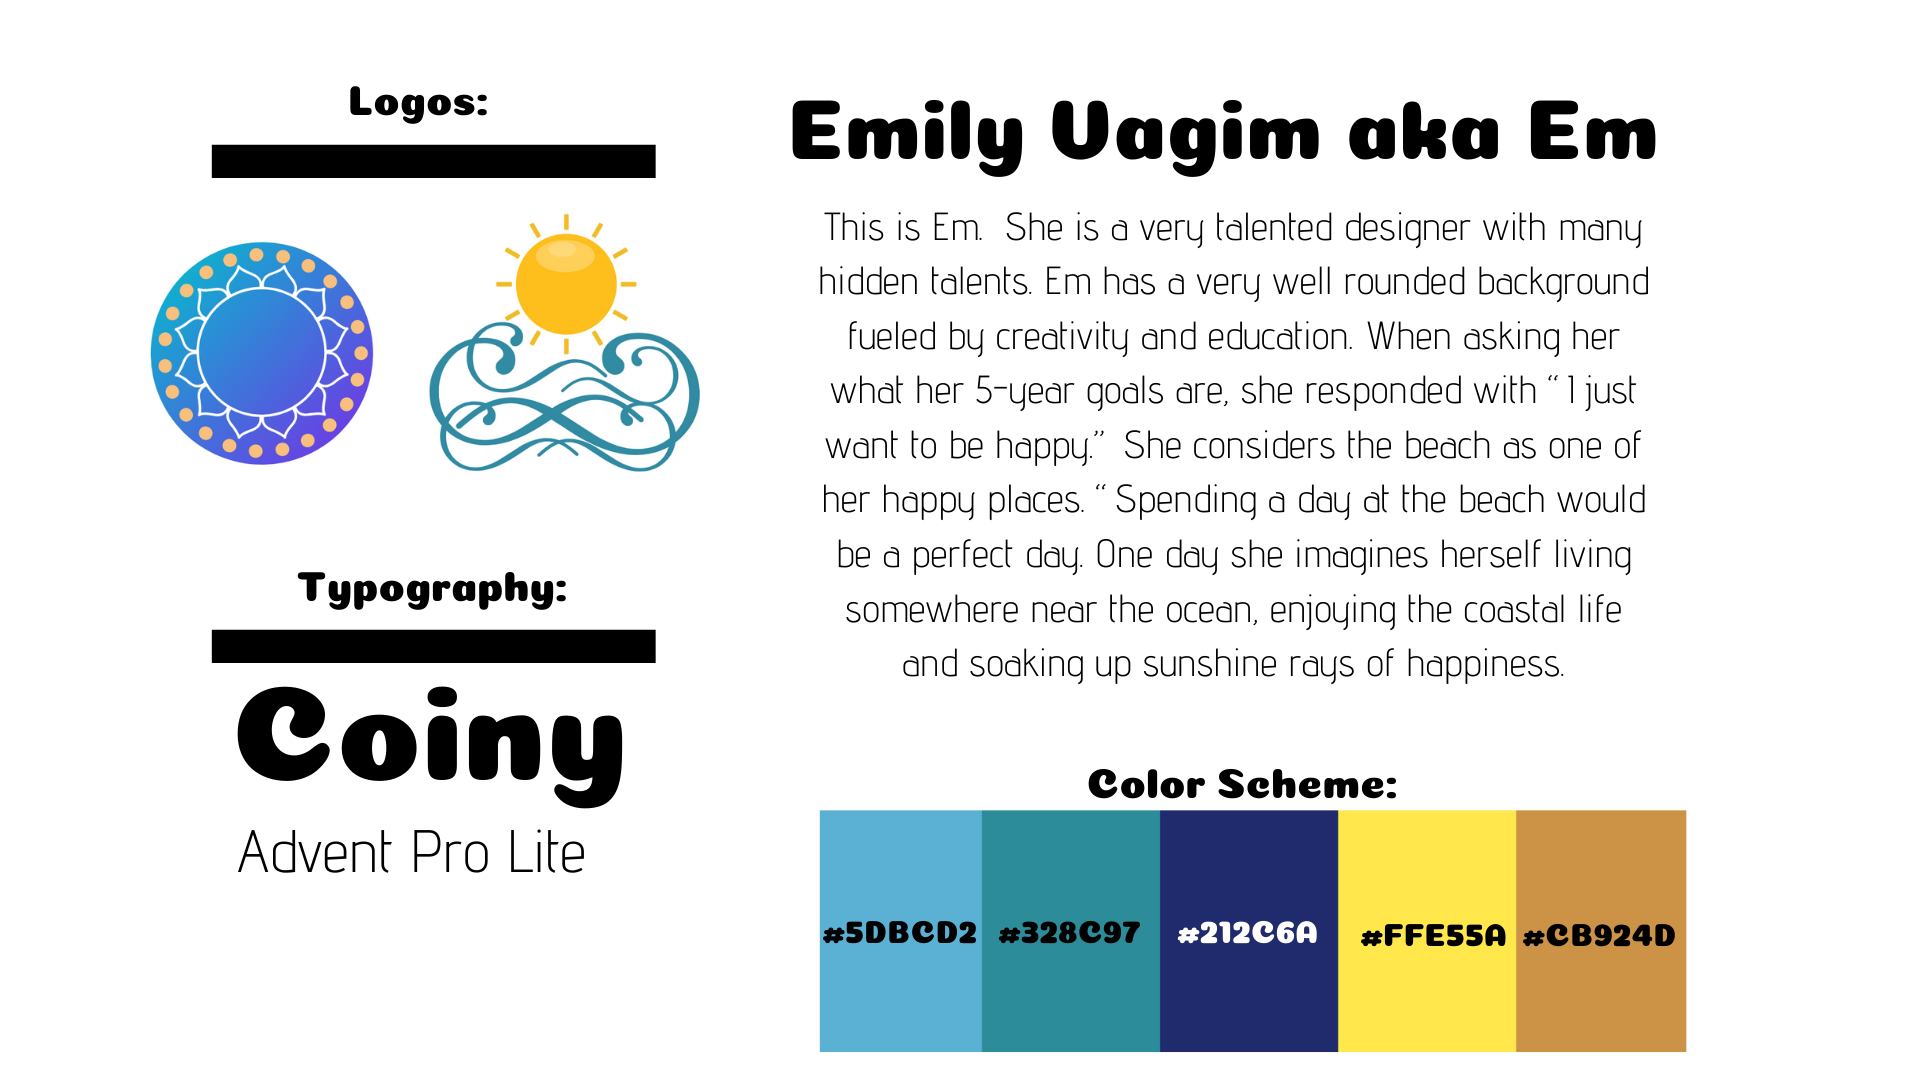 Logos:
Typography:
Coiny
Advent Pro Lite
Emily Uagim aka Em
This is Em.  She is a very talented designer with many
hidden talents. Em has a very well rounded background
fueled by creativity and education. When asking her
what her 5-year goals are, she responded with “ I just
want to be happy.”  She considers the beach as one of
her happy places. “ Spending a day at the beach would
be a perfect day. One day she imagines herself living
somewhere near the ocean, enjoying the coastal life
and soaking up sunshine rays of happiness.
Color Scheme:
#5DBCD2 #328C97 #212C6A #FFE55A #CB924D